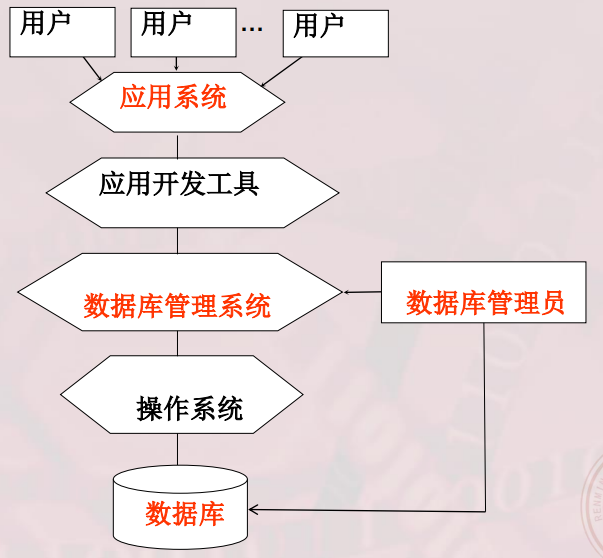 用户
用户
…
用户
应用系统
应用开发工具
数据库管理系统
数据库管理员
操作系统
数据库